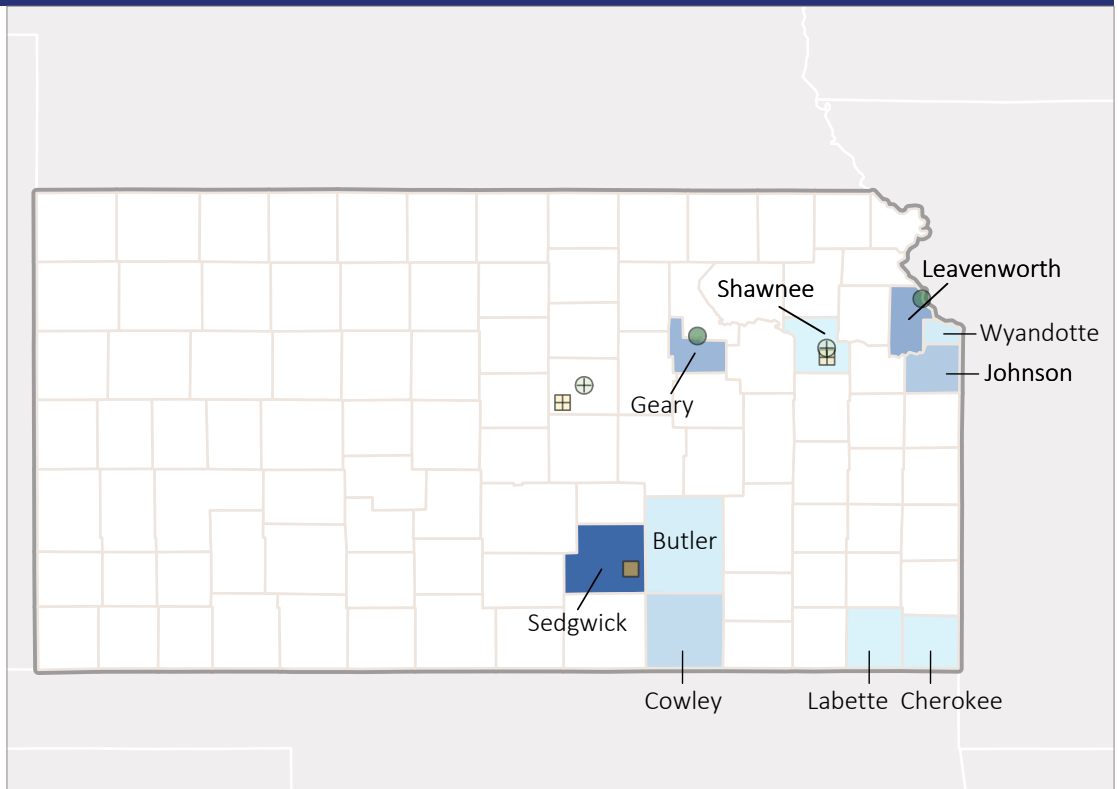 Leavenworth
Shawnee
Wyandotte
Johnson
Geary
Butler
Sedgwick
Cowley
Labette
Cherokee